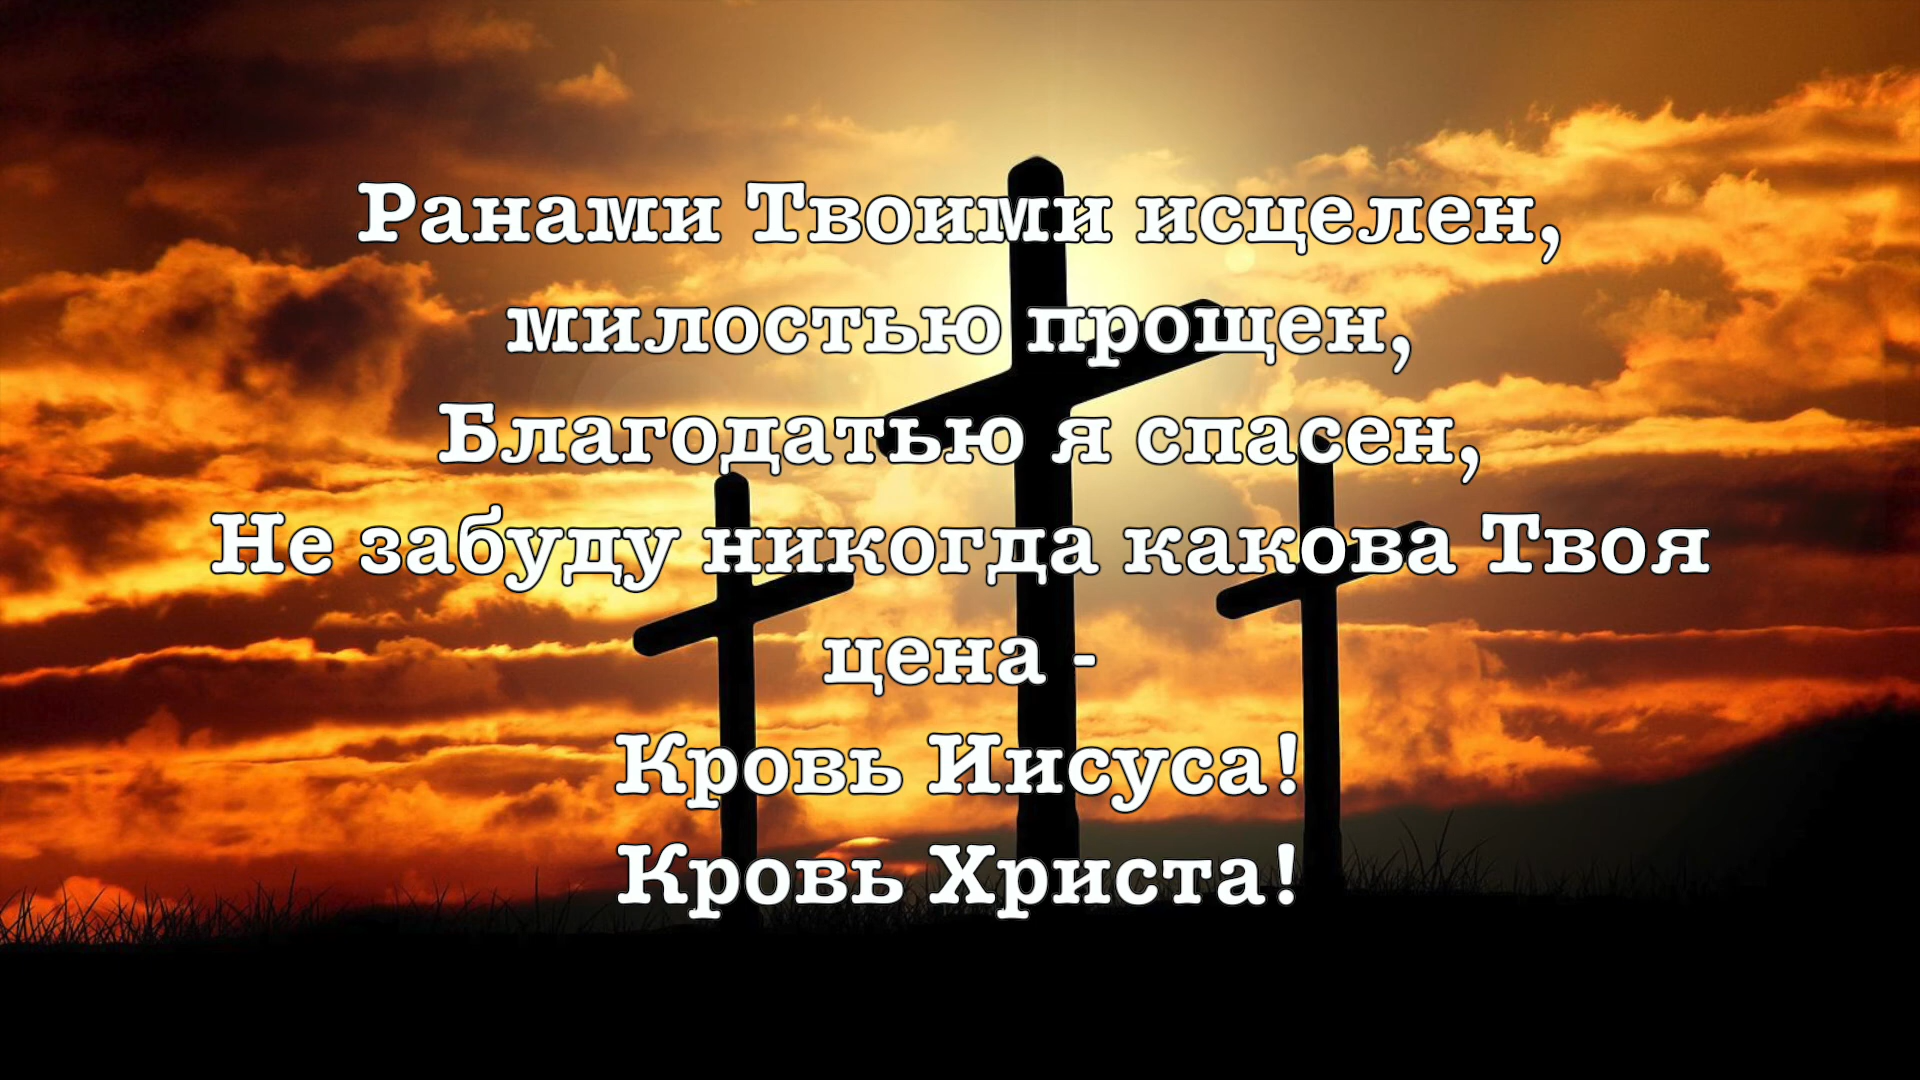 Ранами Твоими исцелен,
милостью прощен,
Благодатью я спасен,
Не забуду никогда какова Твоя
цена -
Кровь Иисуса!
Кровь Христа!